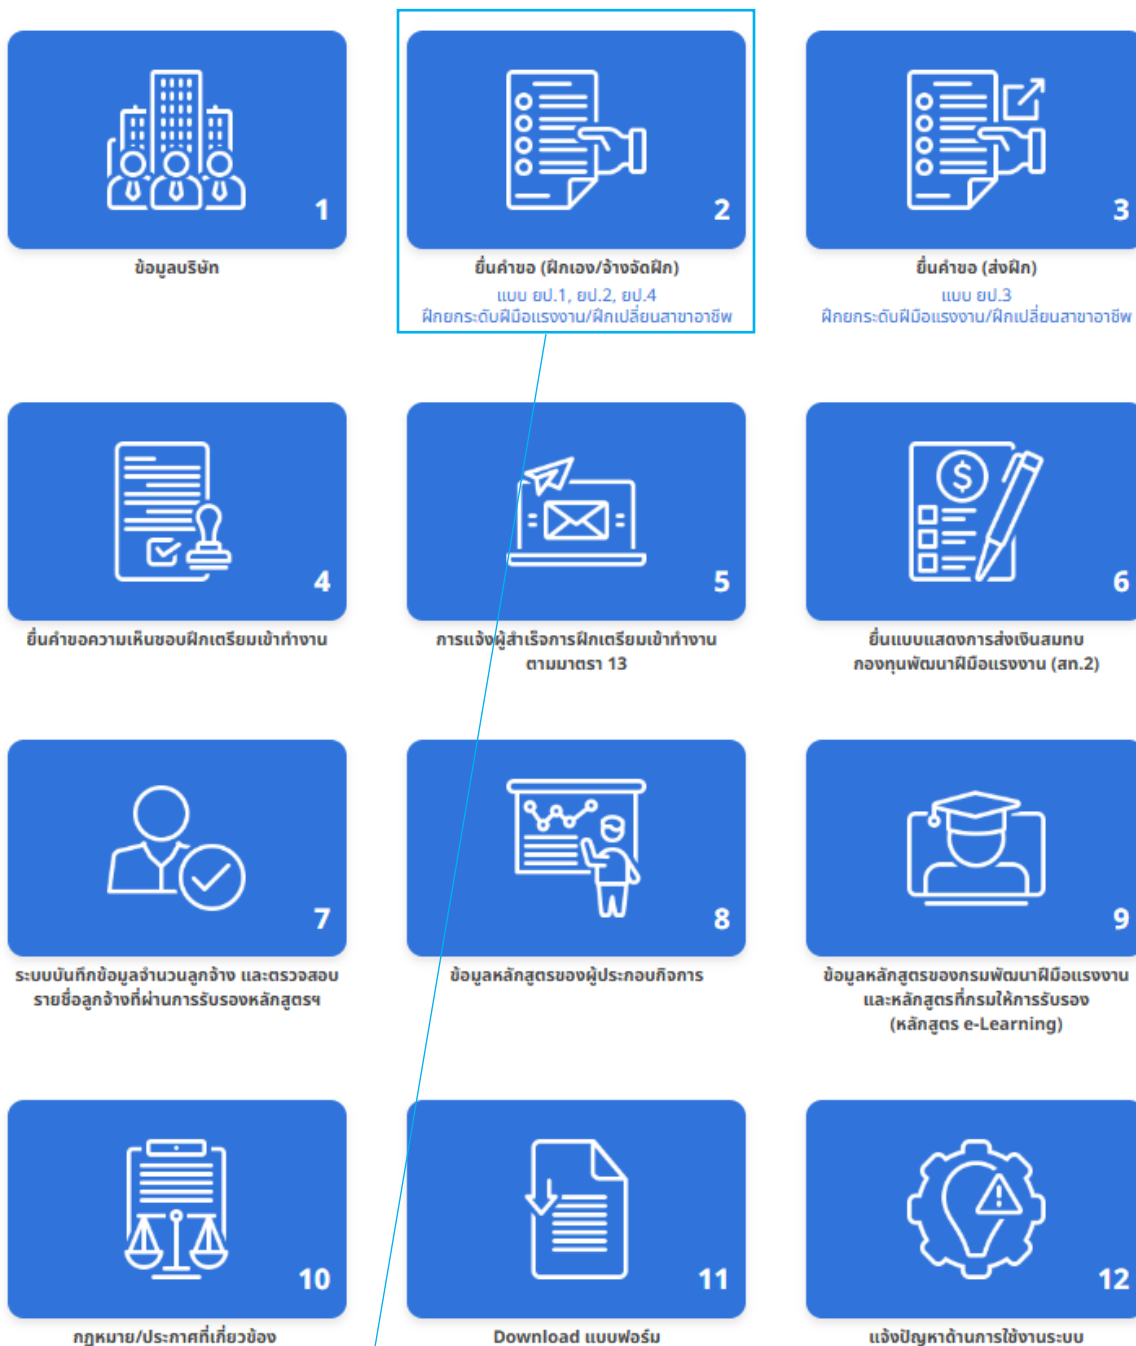 1
ข้อมูลบริษัท
2
ยื่นคำขอ (ฝึกเอง/จ้างจัดฝึก)
แบบ ยป.1, ยป.2, ยป.4
ฝึกยกระดับฝีมือแรงงาน/ฝึกเปลี่ยนสาขาอาชีพ
3
ยื่นคำขอ (ส่งฝึก)
แบบ ยป.3
ฝึกยกระดับฝีมือแรงงาน/ฝึกเปลี่ยนสาขาอาชีพ
4
ยื่นคำขอความเห็นชอบฝึกเตรียมเข้าทำงาน
5
การแจ้งผู้สำเร็จการฝึกเตรียมเข้าทำงาน
ตามมาตรา 13
$
6
ยื่นแบบแสดงการส่งเงินสมทบ
กองทุนพัฒนาฝีมือแรงงาน (สท.2)
7
ระบบบันทึกข้อมูลจำนวนลูกจ้าง และตรวจสอบ
รายชื่อลูกจ้างที่ผ่านการรับรองหลักสูตรฯ
8
ข้อมูลหลักสูตรของผู้ประกอบกิจการ
9
ข้อมูลหลักสูตรของกรมพัฒนาฝีมือแรงงาน
และหลักสูตรที่กรมให้การรับรอง
(หลักสูตร e-Learning)
10
กฎหมาย/ประกาศที่เกี่ยวข้อง
11
Download แบบฟอร์ม
12
แจ้งปัญหาด้านการใช้งานระบบ